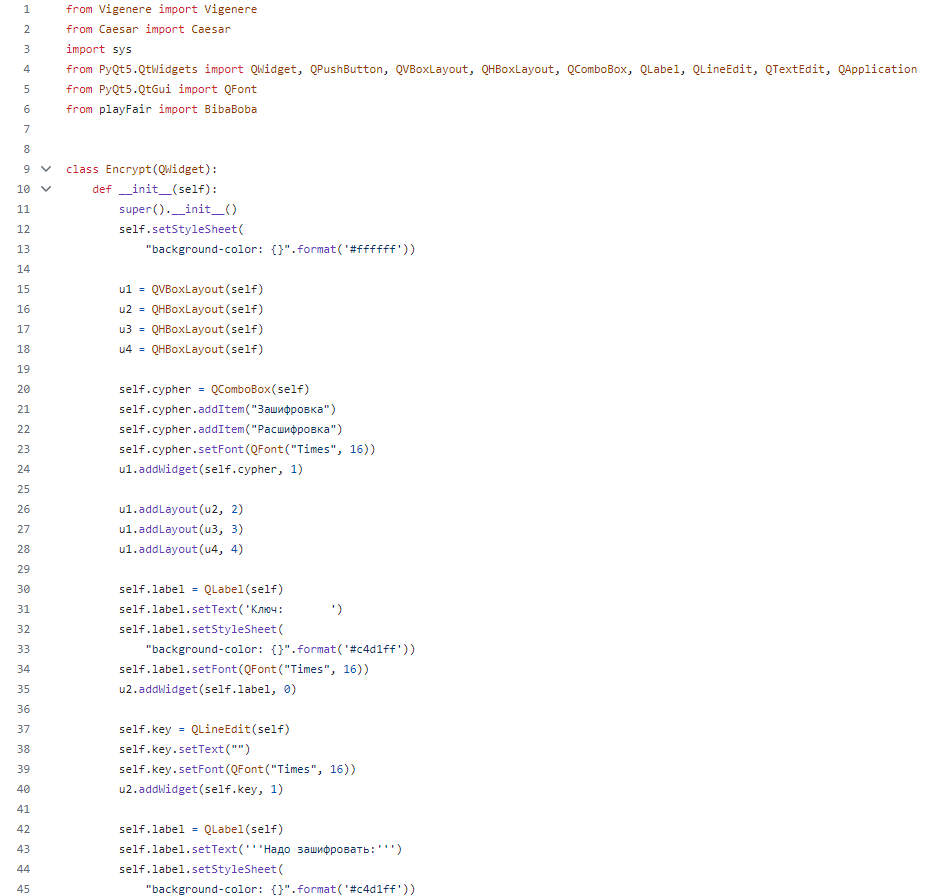 1 from Vigenere import Vigenere
2 from Caesar import Caesar
3 import sys
4 from PyQt5.QtWidgets import QWidget, QPushButton, QVBoxLayout, QHBoxLayout, QComboBox, QLabel, QLineEdit, QTextEdit, QApplication
5 from PyQt5.QtGui import QFont
6 from playFair import BibaBoba
7
8
9 class Encrypt(QWidget):
10     def __init__(self):
11         super().__init__()
12         self.setStyleSheet(
13             "background-color: {}".format('#ffffff'))
14
15         u1 = QVBoxLayout(self)
16         u2 = QHBoxLayout(self)
17         u3 = QHBoxLayout(self)
18         u4 = QHBoxLayout(self)
19
20         self.cypher = QComboBox(self)
21         self.cypher.addItem("Зашифровка")
22         self.cypher.addItem("Расшифровка")
23         self.cypher.setFont(QFont("Times", 16))
24         u1.addWidget(self.cypher, 1)
25
26         u1.addLayout(u2, 2)
27         u1.addLayout(u3, 3)
28         u1.addLayout(u4, 4)
29
30         self.label = QLabel(self)
31         self.label.setText('Ключ:       ')
32         self.label.setStyleSheet(
33             "background-color: {}".format('#c4d1ff'))
34         self.label.setFont(QFont("Times", 16))
35         u2.addWidget(self.label, 0)
36
37         self.key = QLineEdit(self)
38         self.key.setText("")
39         self.key.setFont(QFont("Times", 16))
40         u2.addWidget(self.key, 1)
41
42         self.label = QLabel(self)
43         self.label.setText('''Надо зашифровать:''')
44         self.label.setStyleSheet(
45             "background-color: {}".format('#c4d1ff'))